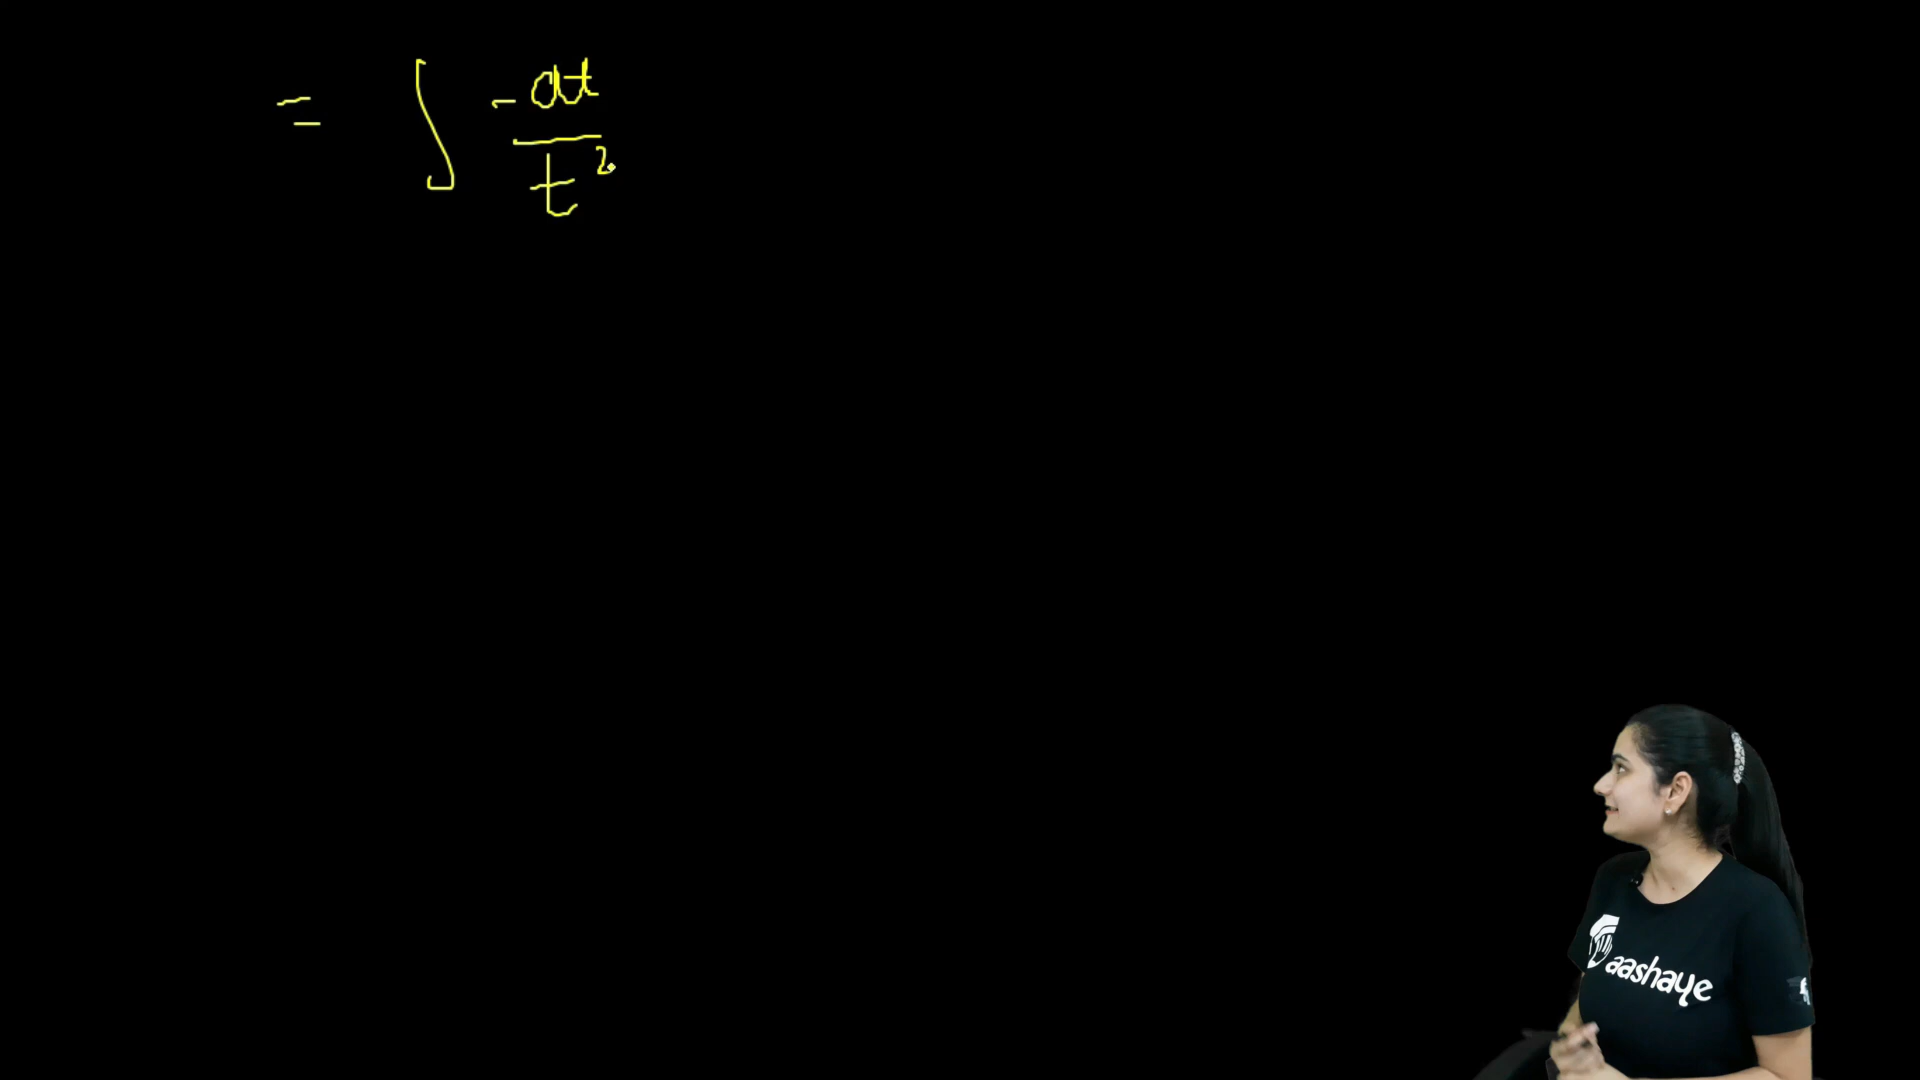 = ∫ -dt/t²
aashaye